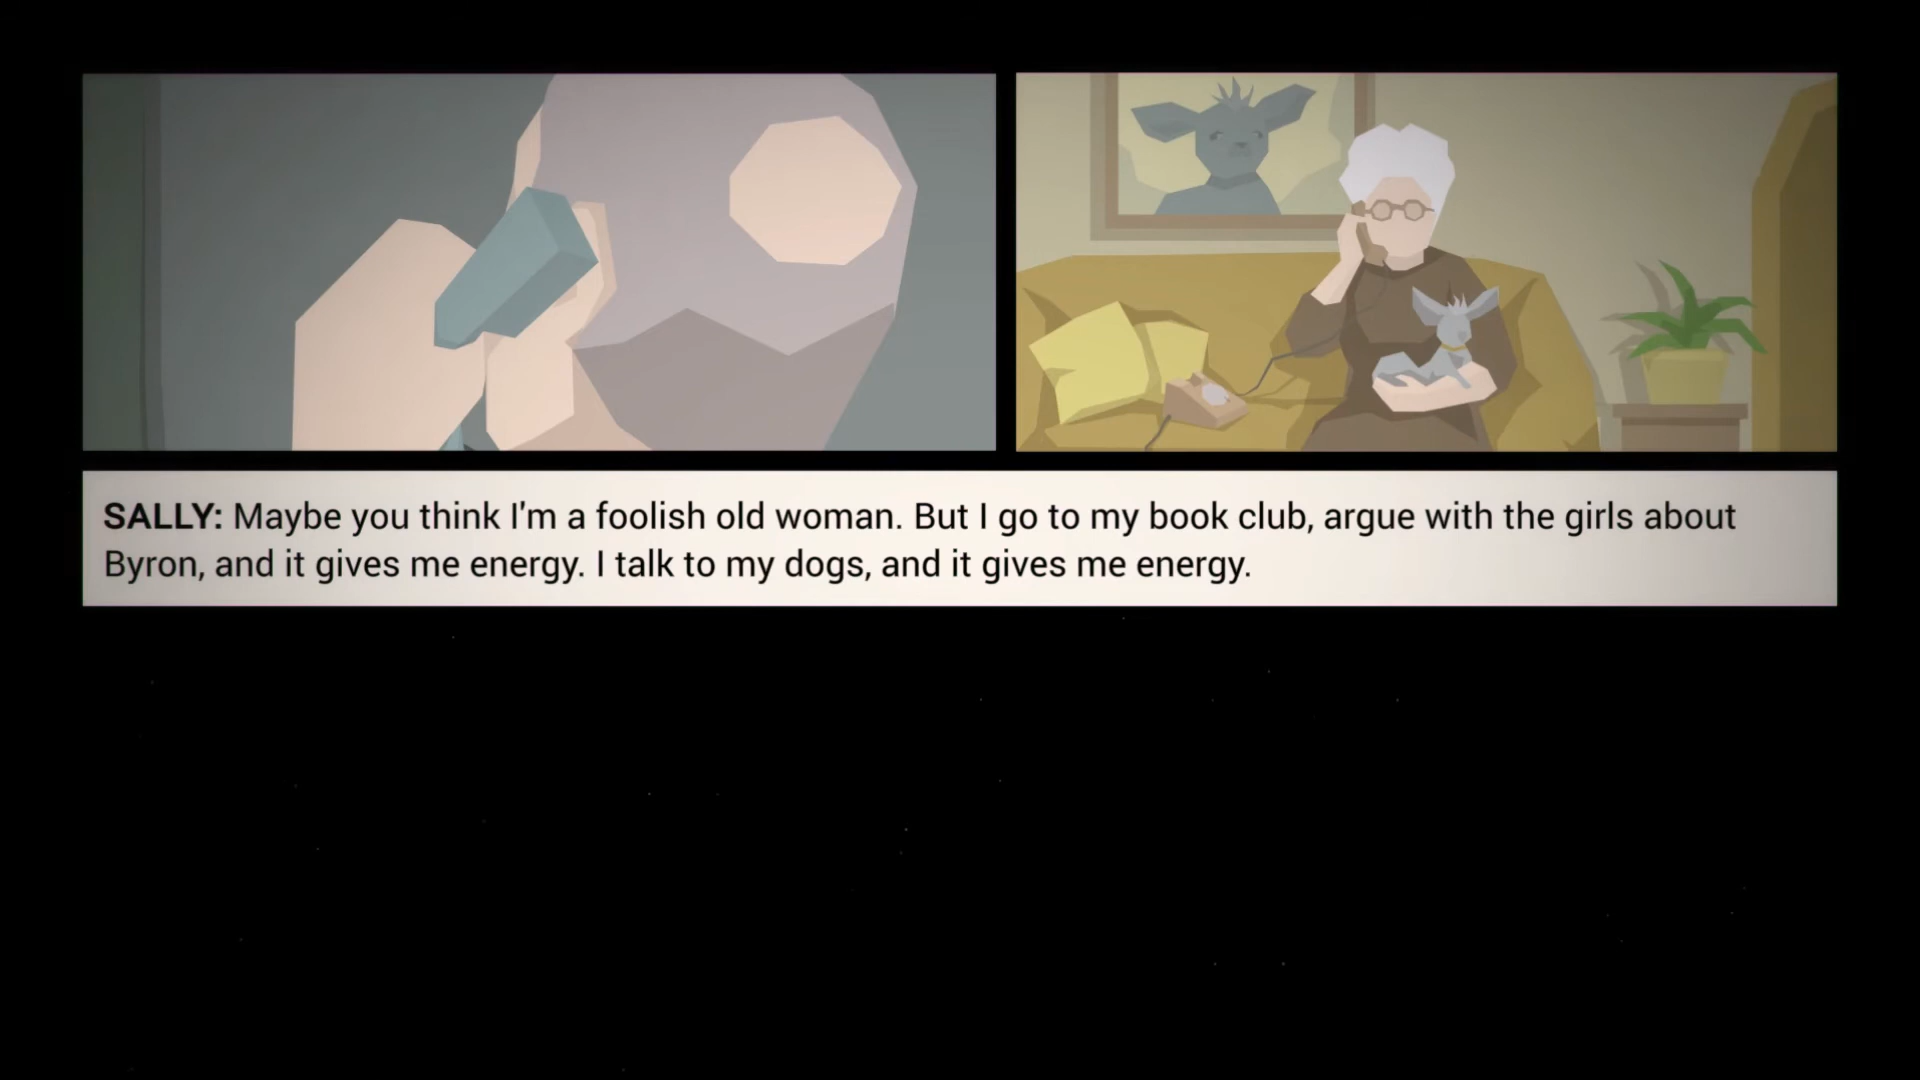 SALLY: Maybe you think I'm a foolish old woman. But I go to my book club, argue with the girls about
Byron, and it gives me energy. I talk to my dogs, and it gives me energy.